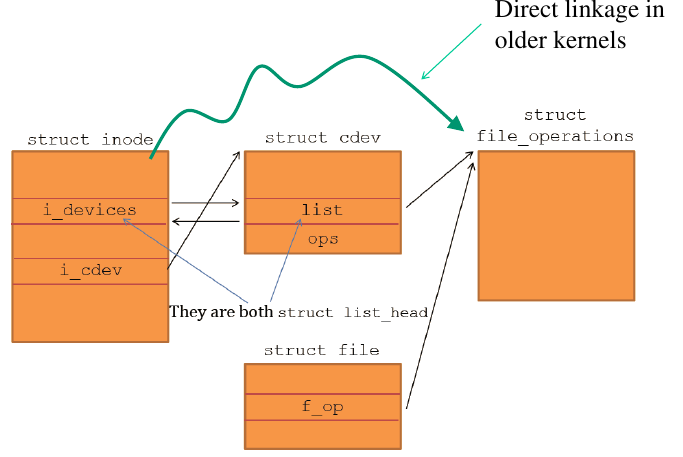 Direct linkage in
older kernels
struct inode
struct cdev
struct
file_operations
i_devices
list
ops
i_cdev
They are both struct list_head
struct file
f_op